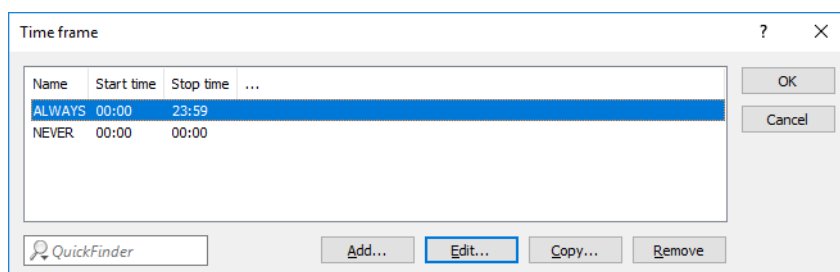 Time frame ?
Name Start time Stop time ...
OK
ALWAYS 00:00 23:59
Cancel
NEVER 00:00 00:00
QuickFinder Add... Edit... Copy... Remove